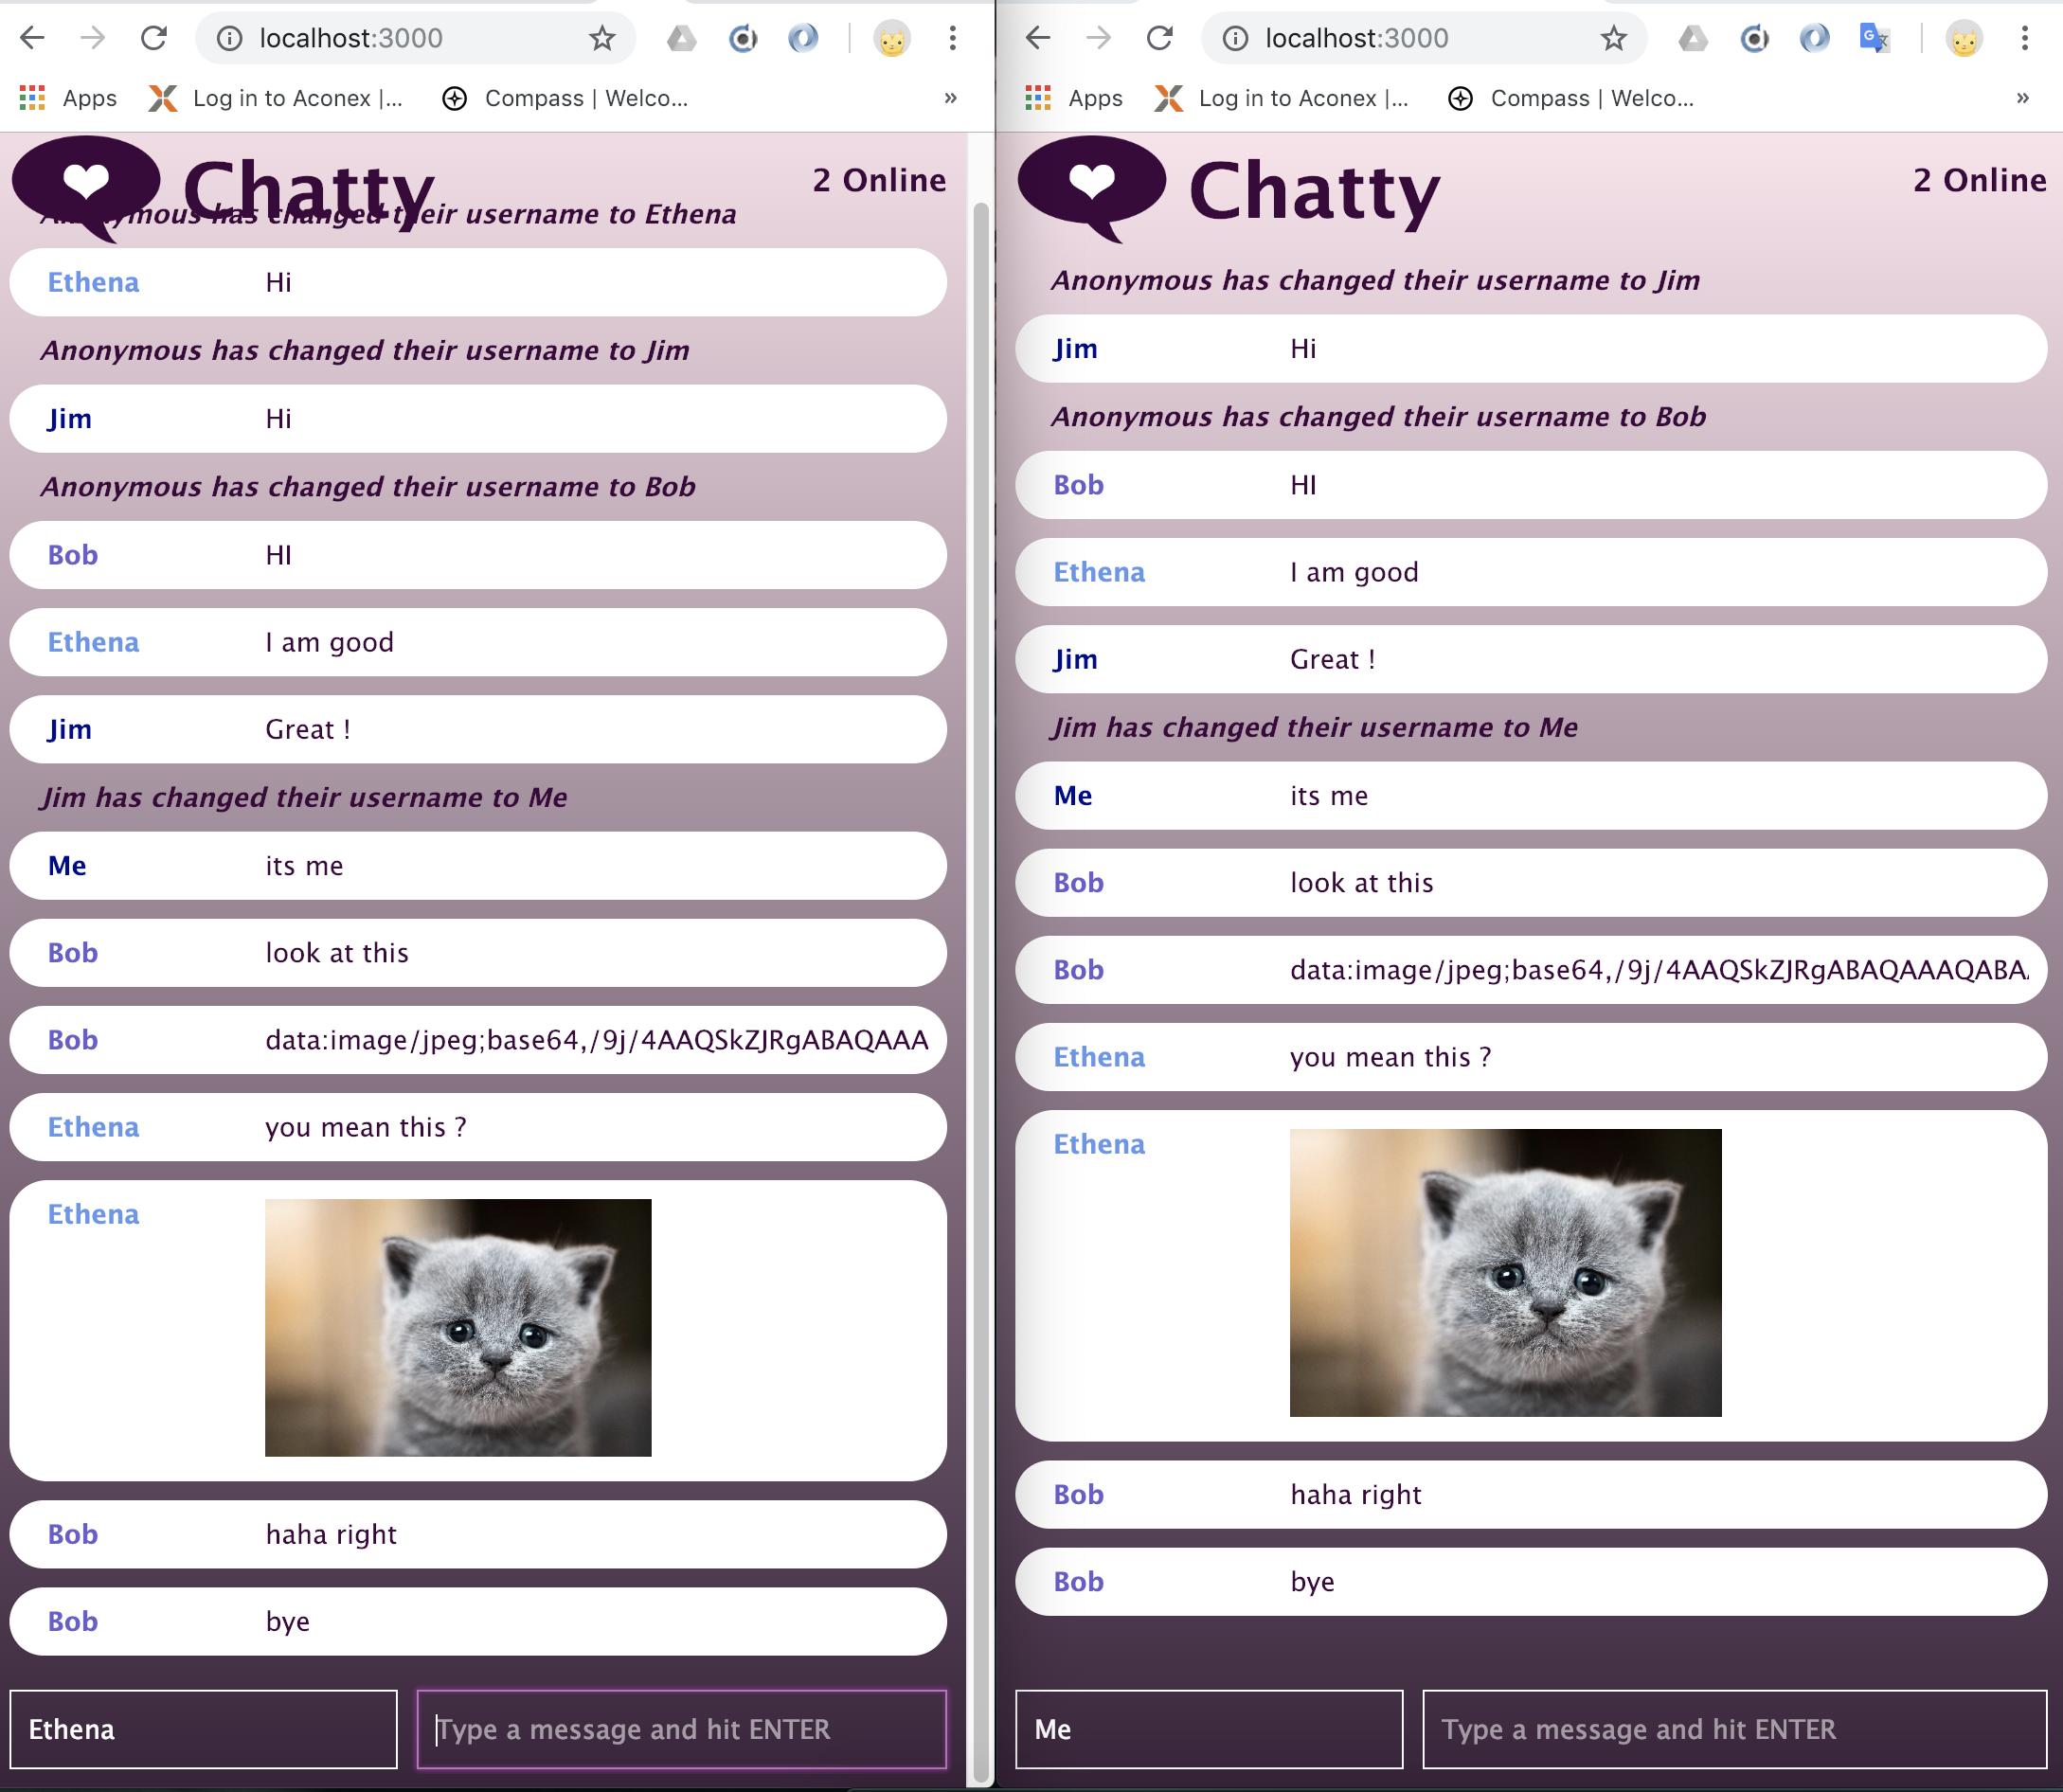 localhost:3000
Apps Log in to Aconex |... Compass | Welco... »
Chatty 2 Online
Anonymous has changed their username to Ethena
Ethena Hi
Anonymous has changed their username to Jim
Jim Hi
Anonymous has changed their username to Bob
Bob HI
Ethena I am good
Jim Great !
Jim has changed their username to Me
Me its me
Bob look at this
Bob data:image/jpeg;base64,/9j/4AAQSkZJRgABAQAAA
Ethena you mean this ?
Ethena
Bob haha right
Bob bye
Ethena Type a message and hit ENTER
localhost:3000
Apps Log in to Aconex |... Compass | Welco... »
Chatty 2 Online
Anonymous has changed their username to Jim
Jim Hi
Anonymous has changed their username to Bob
Bob HI
Ethena I am good
Jim Great !
Jim has changed their username to Me
Me its me
Bob look at this
Bob data:image/jpeg;base64,/9j/4AAQSkZJRgABAQAAAQABA
Ethena you mean this ?
Ethena
Bob haha right
Bob bye
Me Type a message and hit ENTER